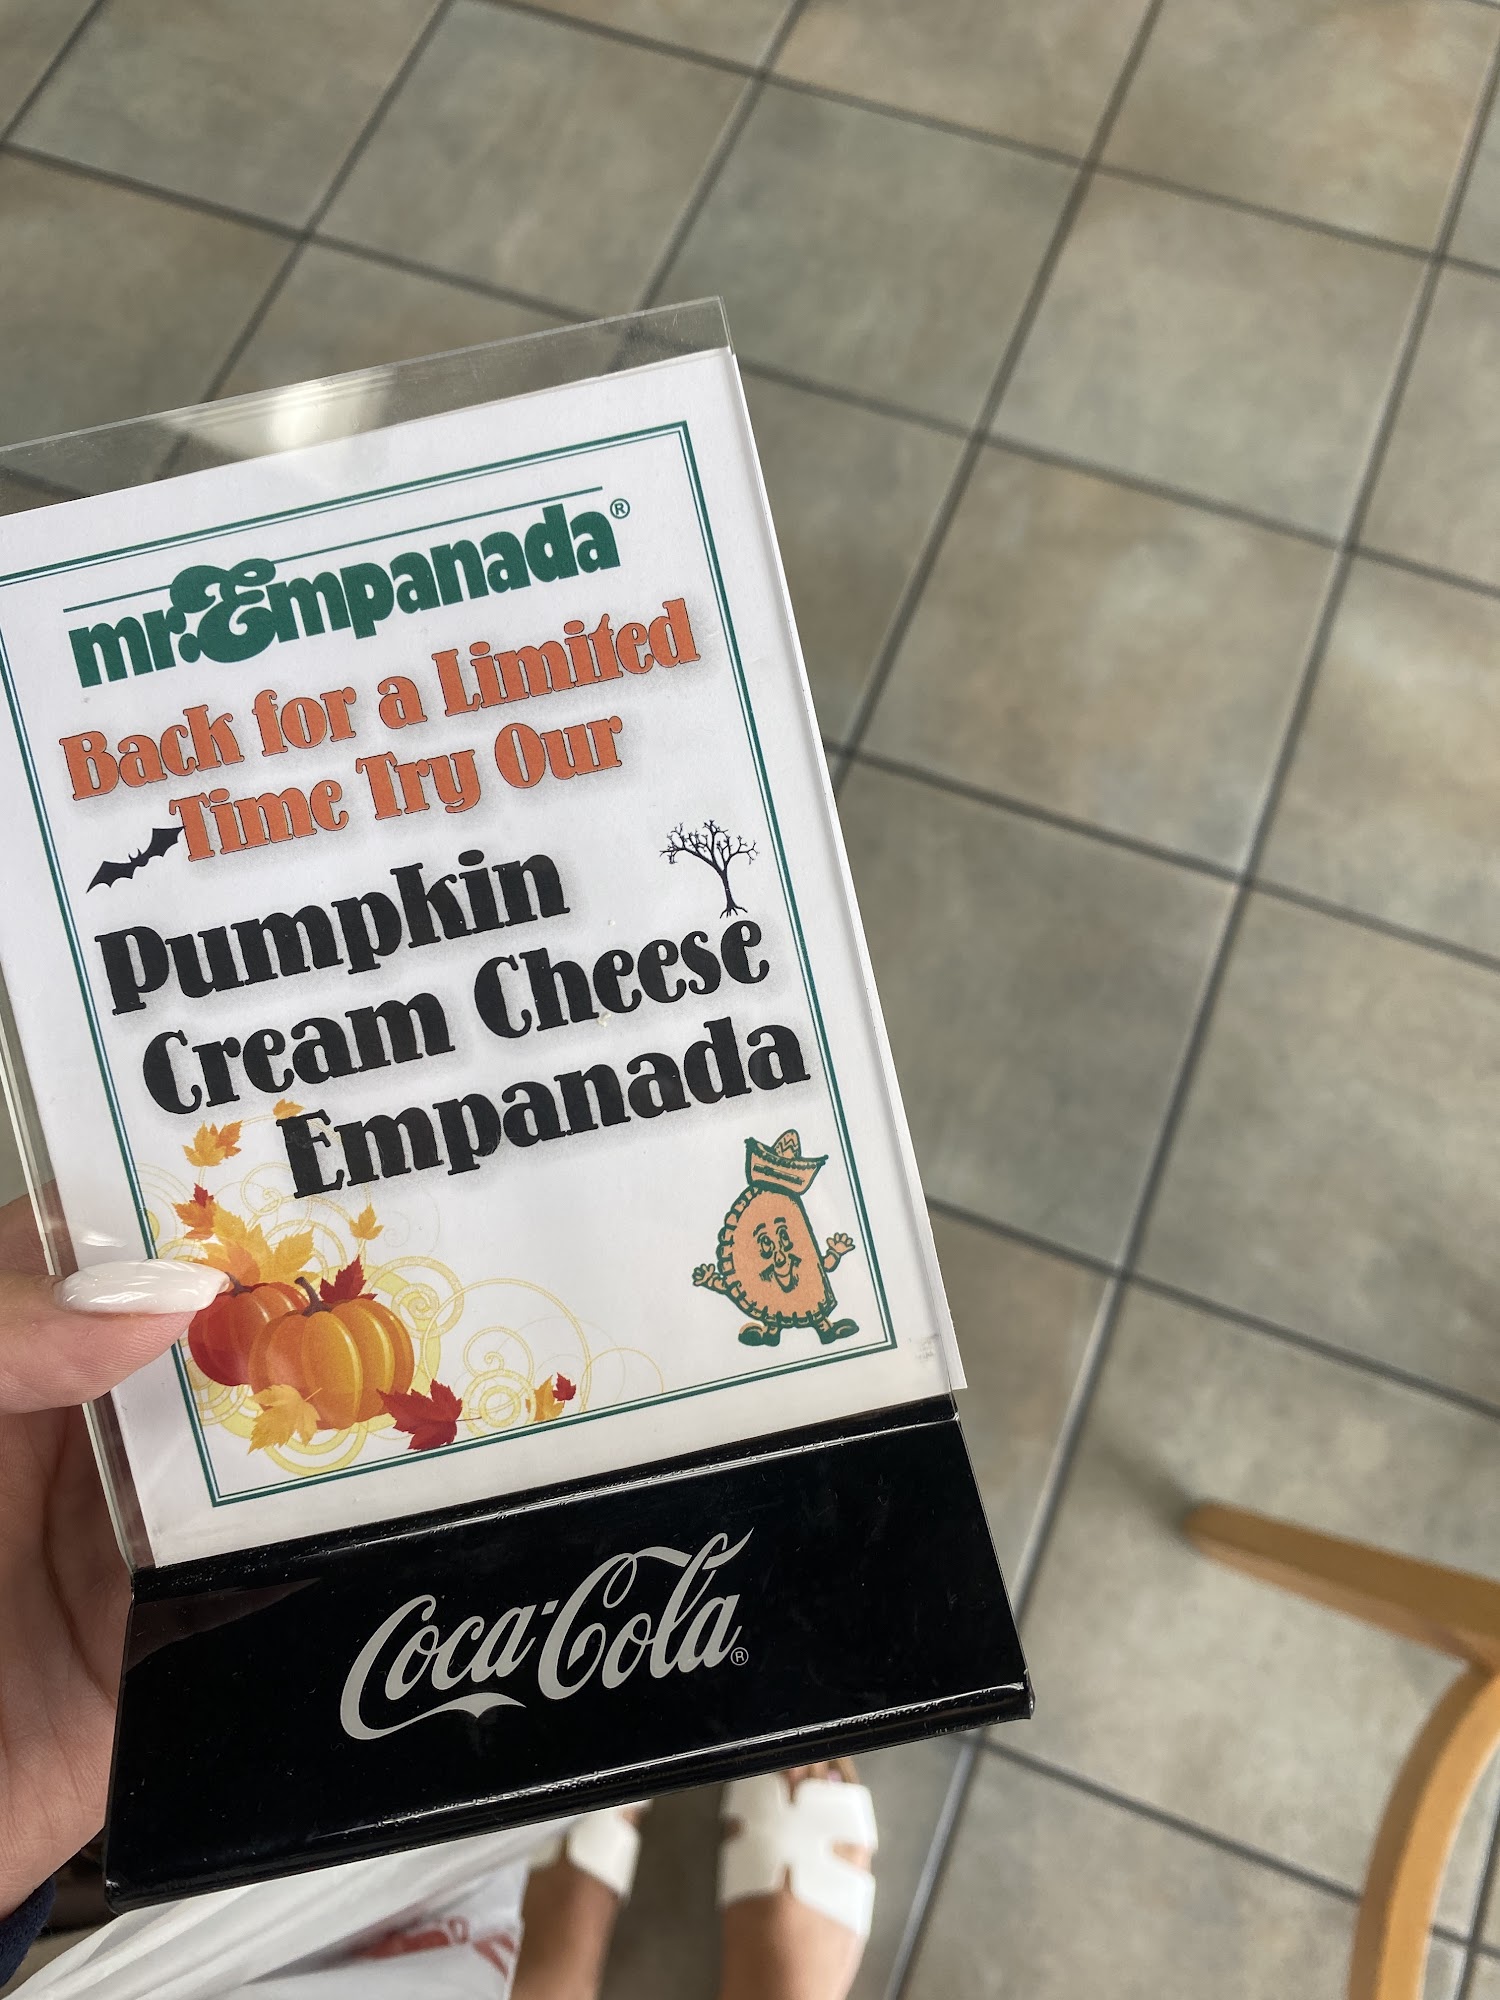 mr. Empanada®
Back for a Limited
Time Try Our
Pumpkin
Cream Cheese
Empanada
Coca-Cola®